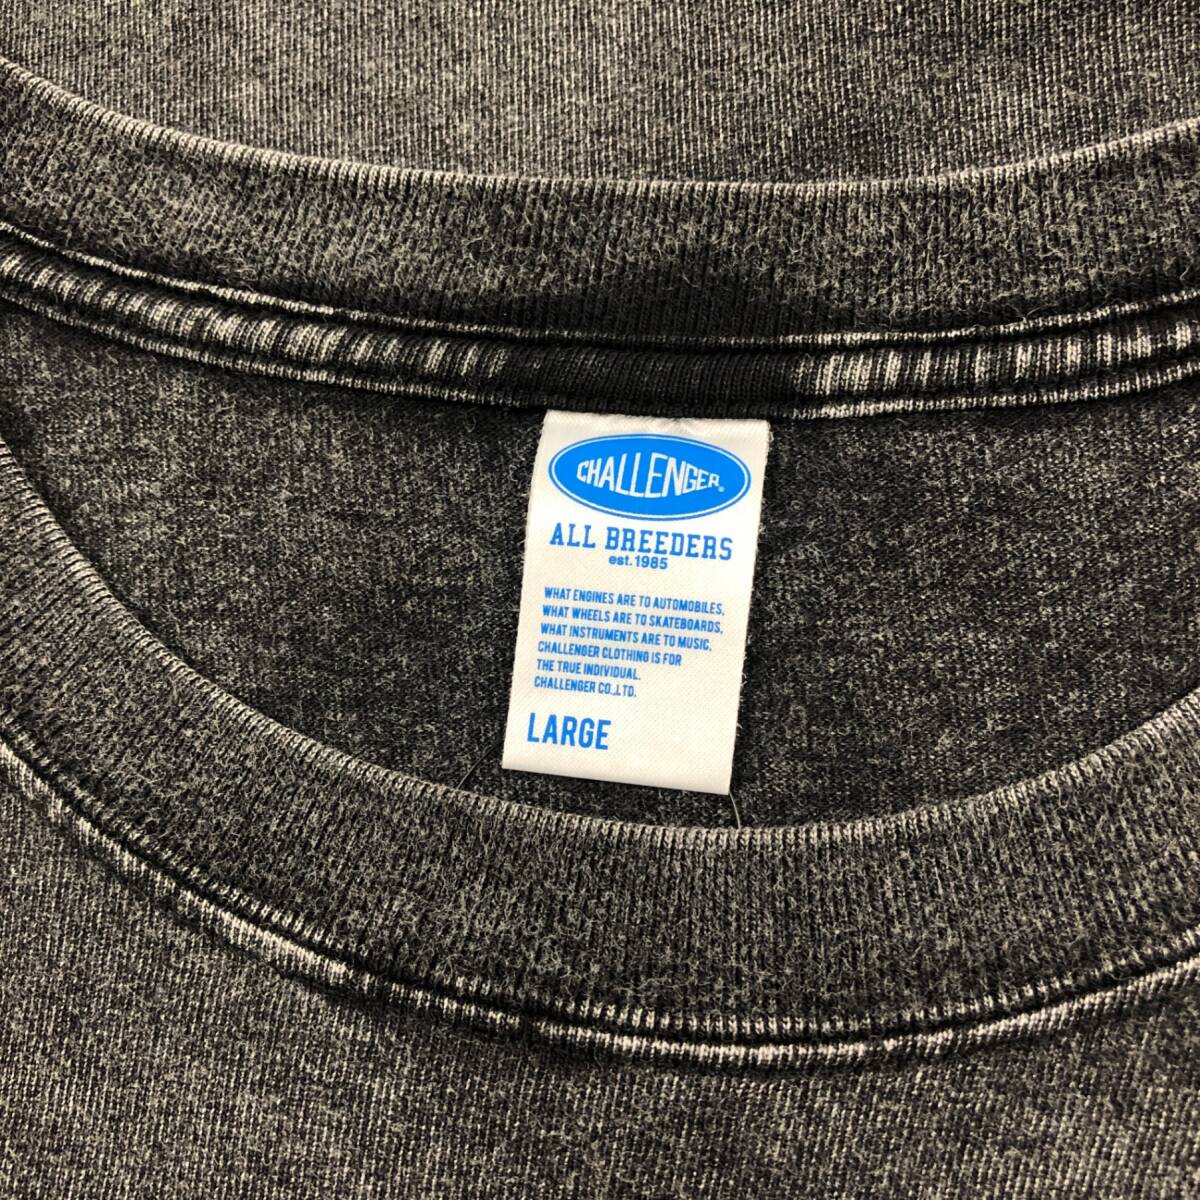 CHALLENGER®
ALL BREEDERS
est. 1985
WHAT ENGINES ARE TO AUTOMOBILES,
WHAT WHEELS ARE TO SKATEBOARDS,
WHAT INSTRUMENTS ARE TO MUSIC,
CHALLENGER CLOTHING IS FOR
THE TRUE INDIVIDUAL.
CHALLENGER CO.,LTD.
LARGE